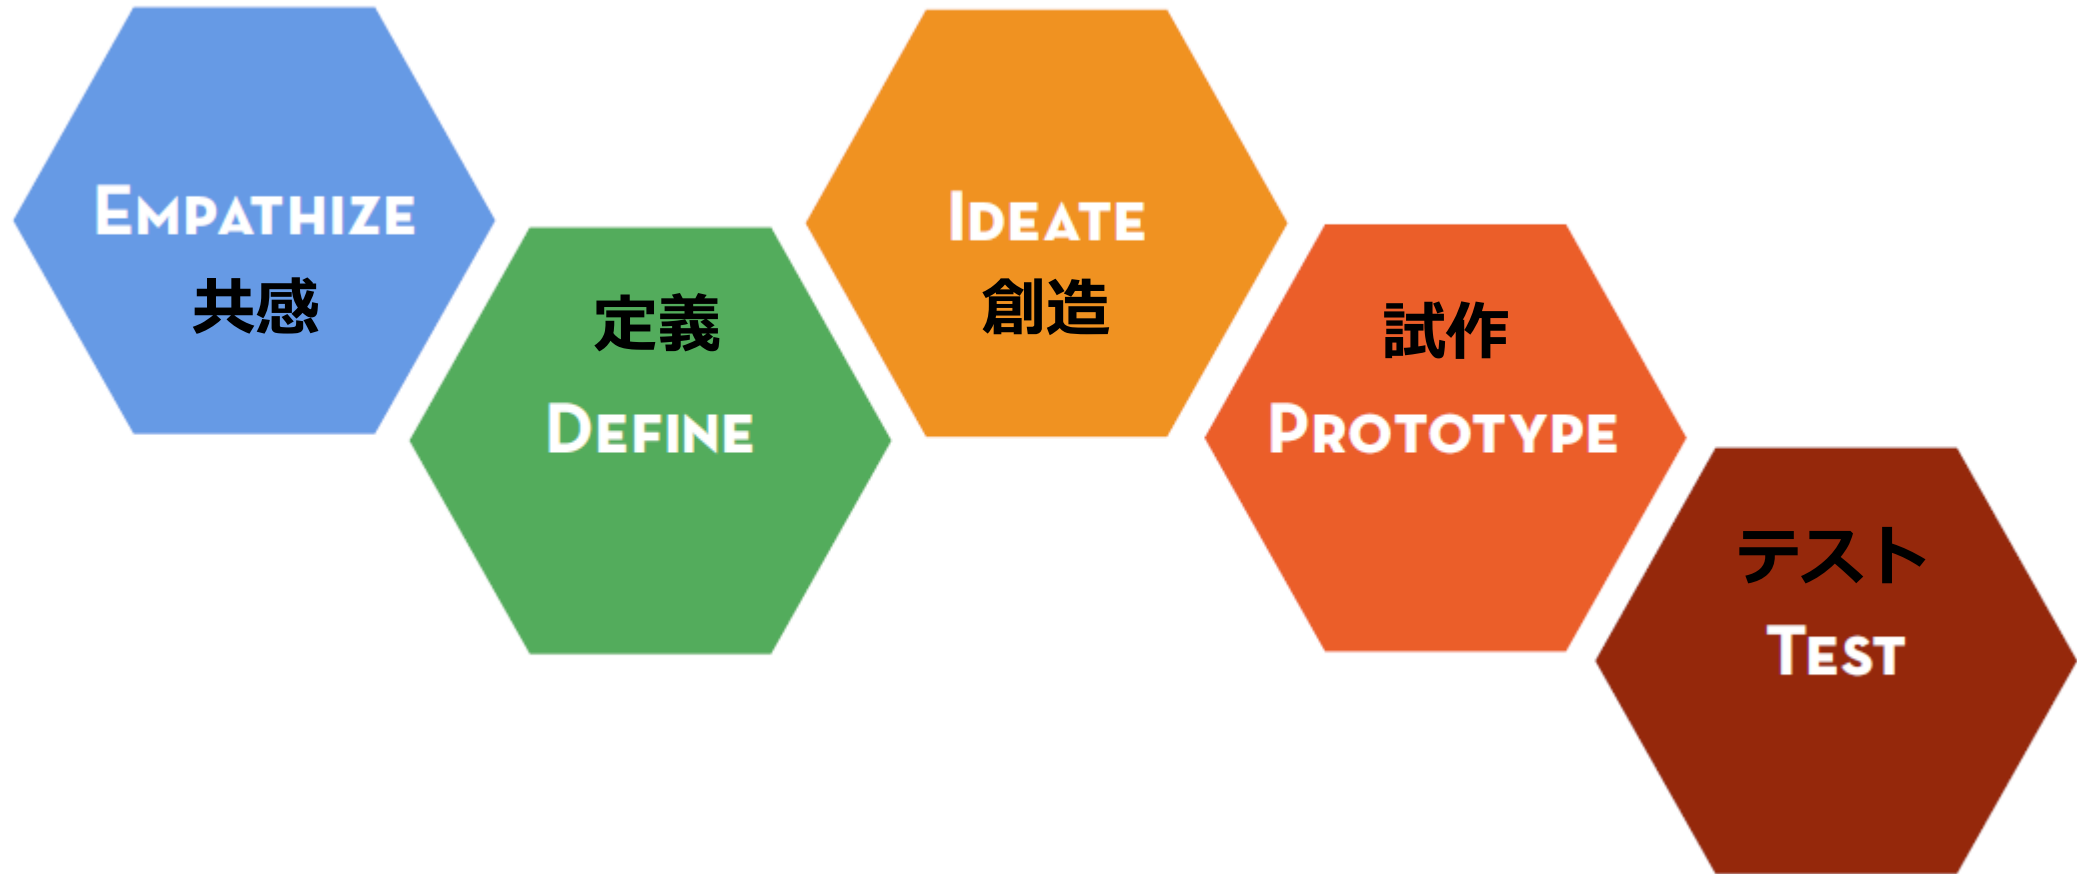 EMPATHIZE
共感
定義
DEFINE
IDEATE
創造
試作
PROTOTYPE
テスト
TEST